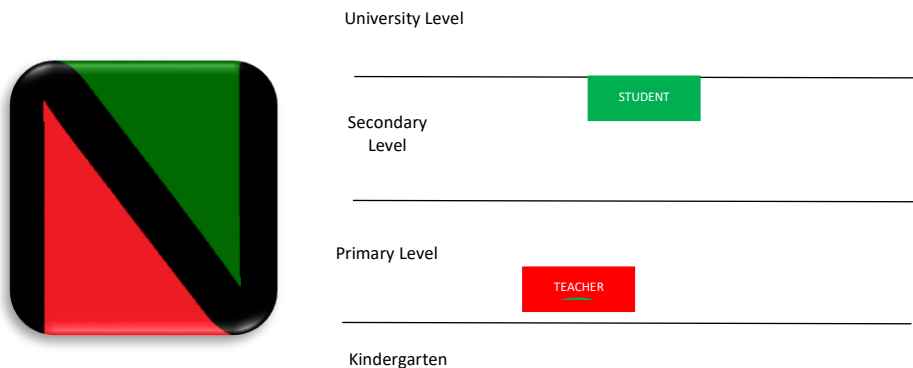 University Level
STUDENT
Secondary
Level
Primary Level
TEACHER
Kindergarten